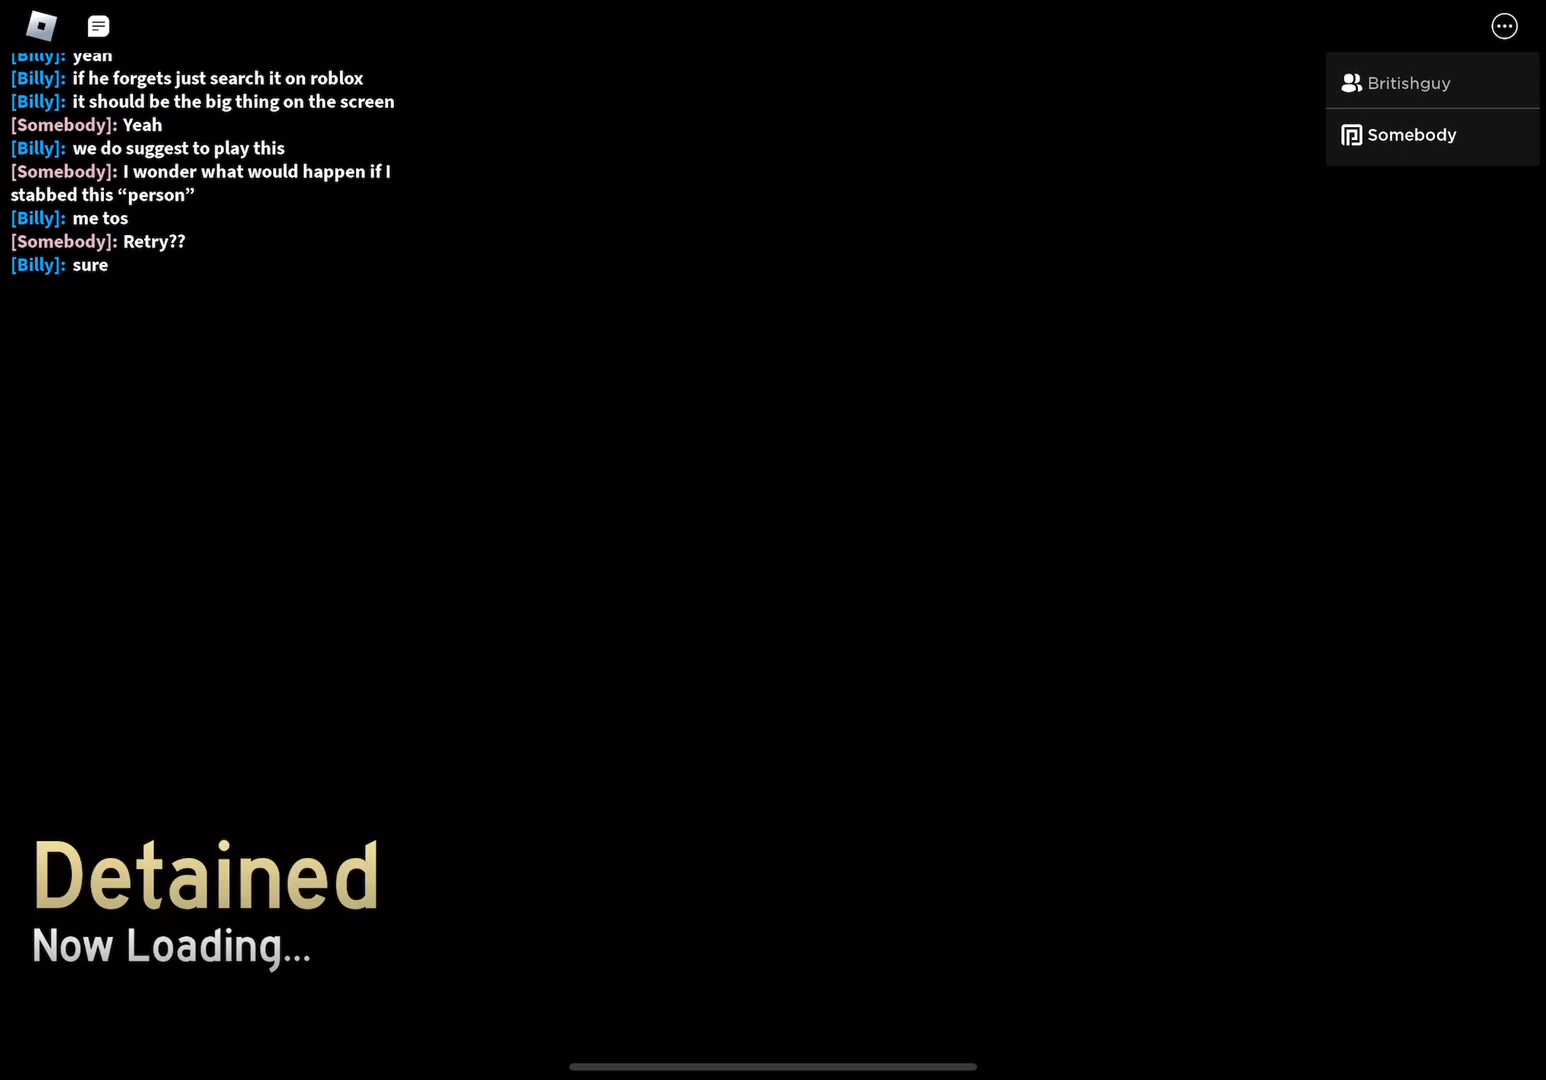 [Billy]: yeah
[Billy]: if he forgets just search it on roblox
[Billy]: it should be the big thing on the screen
[Somebody]: Yeah
[Billy]: we do suggest to play this
[Somebody]: I wonder what would happen if I
stabbed this “person”
[Billy]: me tos
[Somebody]: Retry??
[Billy]: sure
Britishguy
Somebody
Detained
Now Loading...